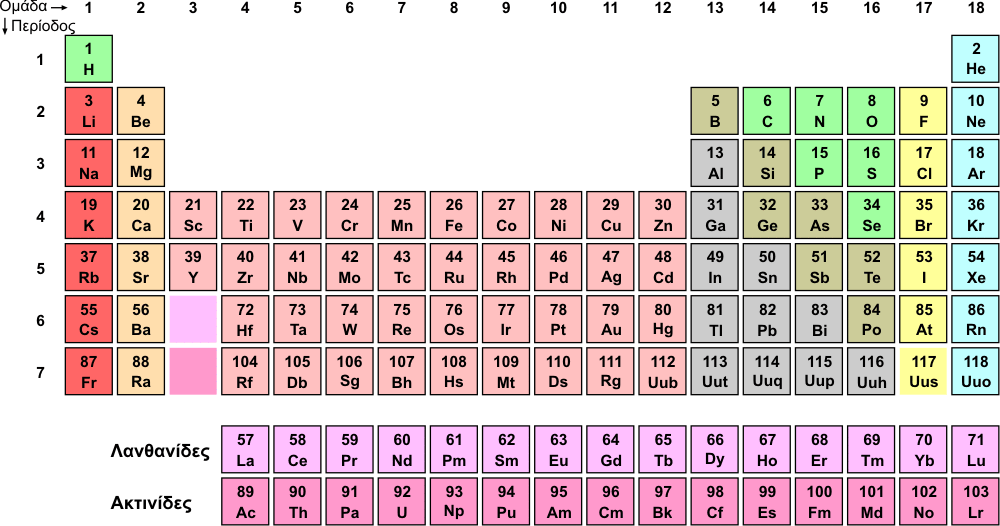 Ομάδα → 1 2 3 4 5 6 7 8 9 10 11 12 13 14 15 16 17 18
↓ Περίοδος
1 1 2
H He
2 3 4 5 6 7 8 9 10
Li Be B C N O F Ne
3 11 12 13 14 15 16 17 18
Na Mg Al Si P S Cl Ar
4 19 20 21 22 23 24 25 26 27 28 29 30 31 32 33 34 35 36
K Ca Sc Ti V Cr Mn Fe Co Ni Cu Zn Ga Ge As Se Br Kr
5 37 38 39 40 41 42 43 44 45 46 47 48 49 50 51 52 53 54
Rb Sr Y Zr Nb Mo Tc Ru Rh Pd Ag Cd In Sn Sb Te I Xe
6 55 56 72 73 74 75 76 77 78 79 80 81 82 83 84 85 86
Cs Ba Hf Ta W Re Os Ir Pt Au Hg Tl Pb Bi Po At Rn
7 87 88 104 105 106 107 108 109 110 111 112 113 114 115 116 117 118
Fr Ra Rf Db Sg Bh Hs Mt Ds Rg Uub Uut Uuq Uup Uuh Uus Uuo
Λανθανίδες 57 58 59 60 61 62 63 64 65 66 67 68 69 70 71
La Ce Pr Nd Pm Sm Eu Gd Tb Dy Ho Er Tm Yb Lu
Ακτινίδες 89 90 91 92 93 94 95 96 97 98 99 100 101 102 103
Ac Th Pa U Np Pu Am Cm Bk Cf Es Fm Md No Lr